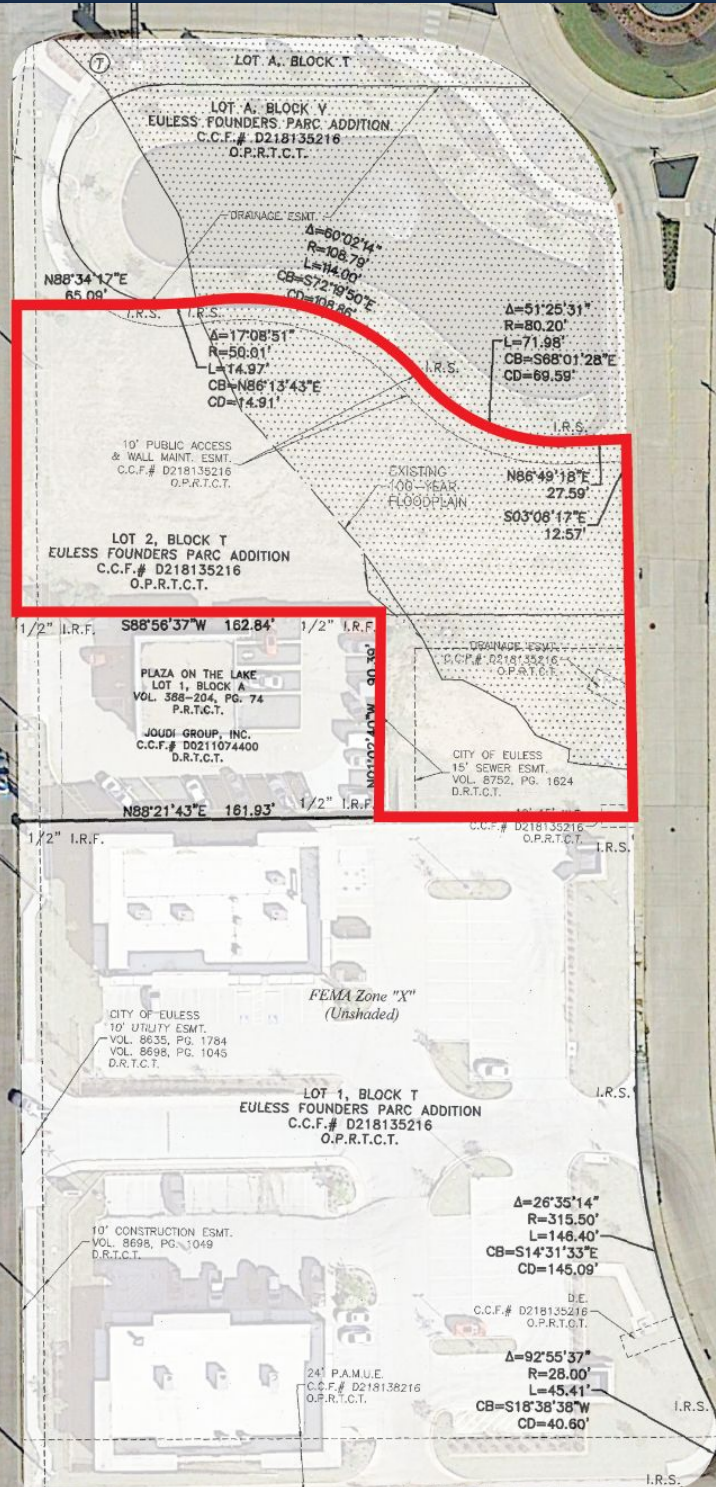 T
LOT A, BLOCK T
LOT A, BLOCK V
EULESS FOUNDERS PARC ADDITION
C.C.F.# D218135216
O.P.R.T.C.T.
DRAINAGE ESMT.
Δ=60°02'14"
R=108.79'
L=114.00'
CB=S72°19'50"E
CD=108.86'
N88°34'17"E
65.09'
I.R.S.
I.R.S.
Δ=17°08'51"
R=50.01'
L=14.97'
CB=N86°13'43"E
CD=14.91'
Δ=51°25'31"
R=80.20'
L=71.98'
CB=S68°01'28"E
CD=69.59'
I.R.S.
I.R.S.
10' PUBLIC ACCESS
& WALL MAINT. ESMT.
C.C.F.# D218135216
O.P.R.T.C.T.
EXISTING
100-YEAR
FLOODPLAIN
N86°49'18"E
27.59'
S03°08'17"E
12.57'
LOT 2, BLOCK T
EULESS FOUNDERS PARC ADDITION
C.C.F.# D218135216
O.P.R.T.C.T.
1/2" I.R.F.
S88°56'37"W 162.84'
1/2" I.R.F.
PLAZA ON THE LAKE
LOT 1, BLOCK A
VOL. 388-204, PG. 74
P.R.T.C.T.
JOUDI GROUP, INC.
C.C.F.# D0211074400
D.R.T.C.T.
N01°02'40"W 90.39'
DRAINAGE ESMT.
C.C.F.# D218135216
O.P.R.T.C.T.
CITY OF EULESS
15' SEWER ESMT.
VOL. 8752, PG. 1624
D.R.T.C.T.
N88°21'43"E 161.93'
1/2" I.R.F.
1/2" I.R.F.
C.C.F.# D218135216
O.P.R.T.C.T.
I.R.S.
FEMA Zone "X"
(Unshaded)
CITY OF EULESS
10' UTILITY ESMT.
VOL. 8635, PG. 1784
VOL. 8698, PG. 1045
D.R.T.C.T.
LOT 1, BLOCK T
EULESS FOUNDERS PARC ADDITION
C.C.F.# D218135216
O.P.R.T.C.T.
I.R.S.
10' CONSTRUCTION ESMT.
VOL. 8698, PG. 1049
D.R.T.C.T.
Δ=26°35'14"
R=315.50'
L=146.40'
CB=S14°31'33"E
CD=145.09'
D.E.
C.C.F.# D218135216
O.P.R.T.C.T.
Δ=92°55'37"
R=28.00'
L=45.41'
CB=S18°38'38"W
CD=40.60'
24' P.A.M.U.E.
C.C.F.# D218138216
O.P.R.T.C.T.
I.R.S.
I.R.S.